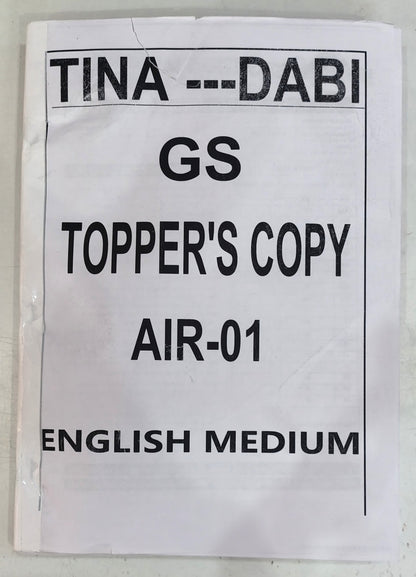 TINA ---DABI
GS
TOPPER'S COPY
AIR-01
ENGLISH MEDIUM